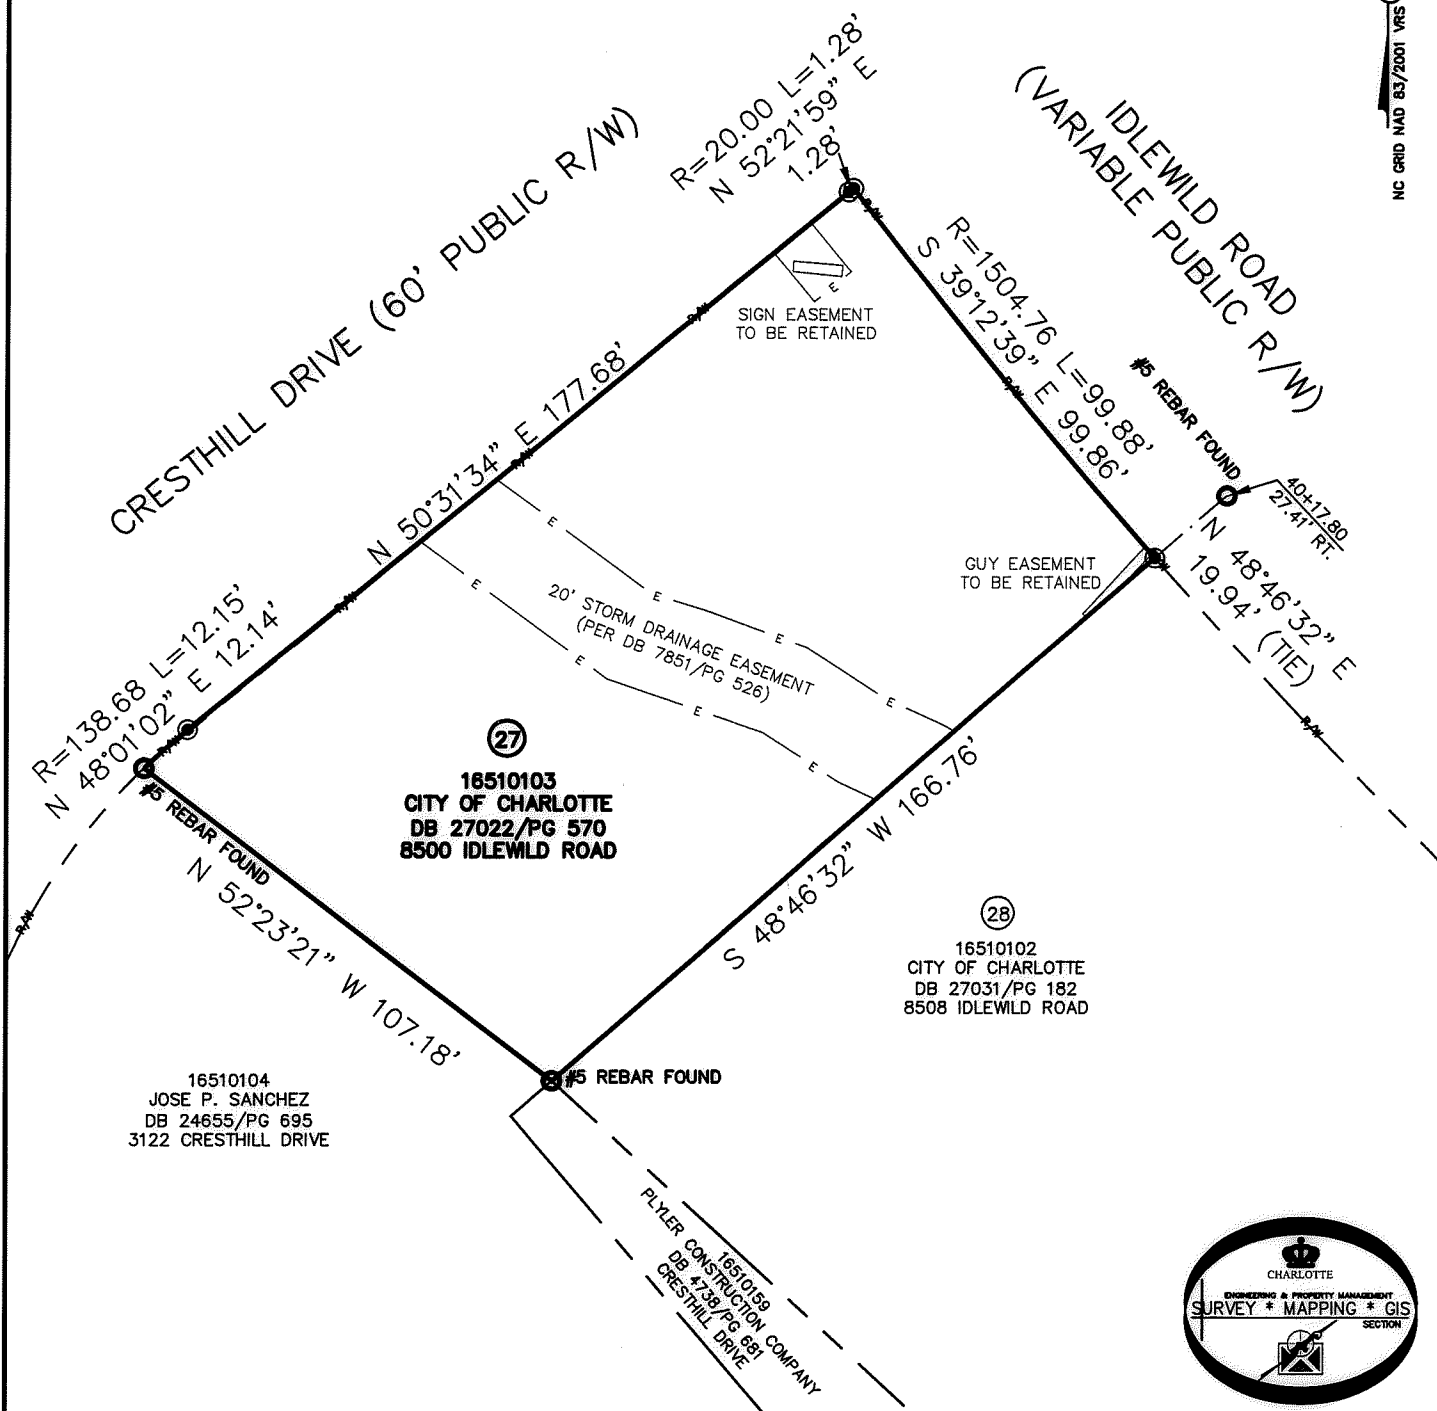 NC GRID NAD 83/2001 VRS
R=20.00 L=1.28'
N 52°21'59" E
1.28'
IDLEWILD ROAD
(VARIABLE PUBLIC R/W)
CRESTHILL DRIVE (60' PUBLIC R/W)
R/W
R=1504.76 L=99.88'
S 39°12'39" E 99.86'
R/W
E
SIGN EASEMENT
TO BE RETAINED
R/W
#5 REBAR FOUND
40+17.80
27.41' RT.
N 50°31'34" E 177.68'
R/W
N 48°46'32" E
19.94' (TIE)
GUY EASEMENT
TO BE RETAINED
R/W
E
E
E
E
E
E
E
E
20' STORM DRAINAGE EASEMENT
(PER DB 7851/PG 526)
R=138.68 L=12.15'
N 48°01'02" E 12.14'
R/W
R/W
#5 REBAR FOUND
27
16510103
CITY OF CHARLOTTE
DB 27022/PG 570
8500 IDLEWILD ROAD
S 48°46'32" W 166.76'
N 52°23'21" W 107.18'
R/W
28
16510102
CITY OF CHARLOTTE
DB 27031/PG 182
8508 IDLEWILD ROAD
#5 REBAR FOUND
16510104
JOSE P. SANCHEZ
DB 24655/PG 695
3122 CRESTHILL DRIVE
16510159
PLYLER CONSTRUCTION COMPANY
DB 4738/PG 681
CRESTHILL DRIVE
CHARLOTTE
ENGINEERING & PROPERTY MANAGEMENT
SURVEY * MAPPING * GIS
SECTION